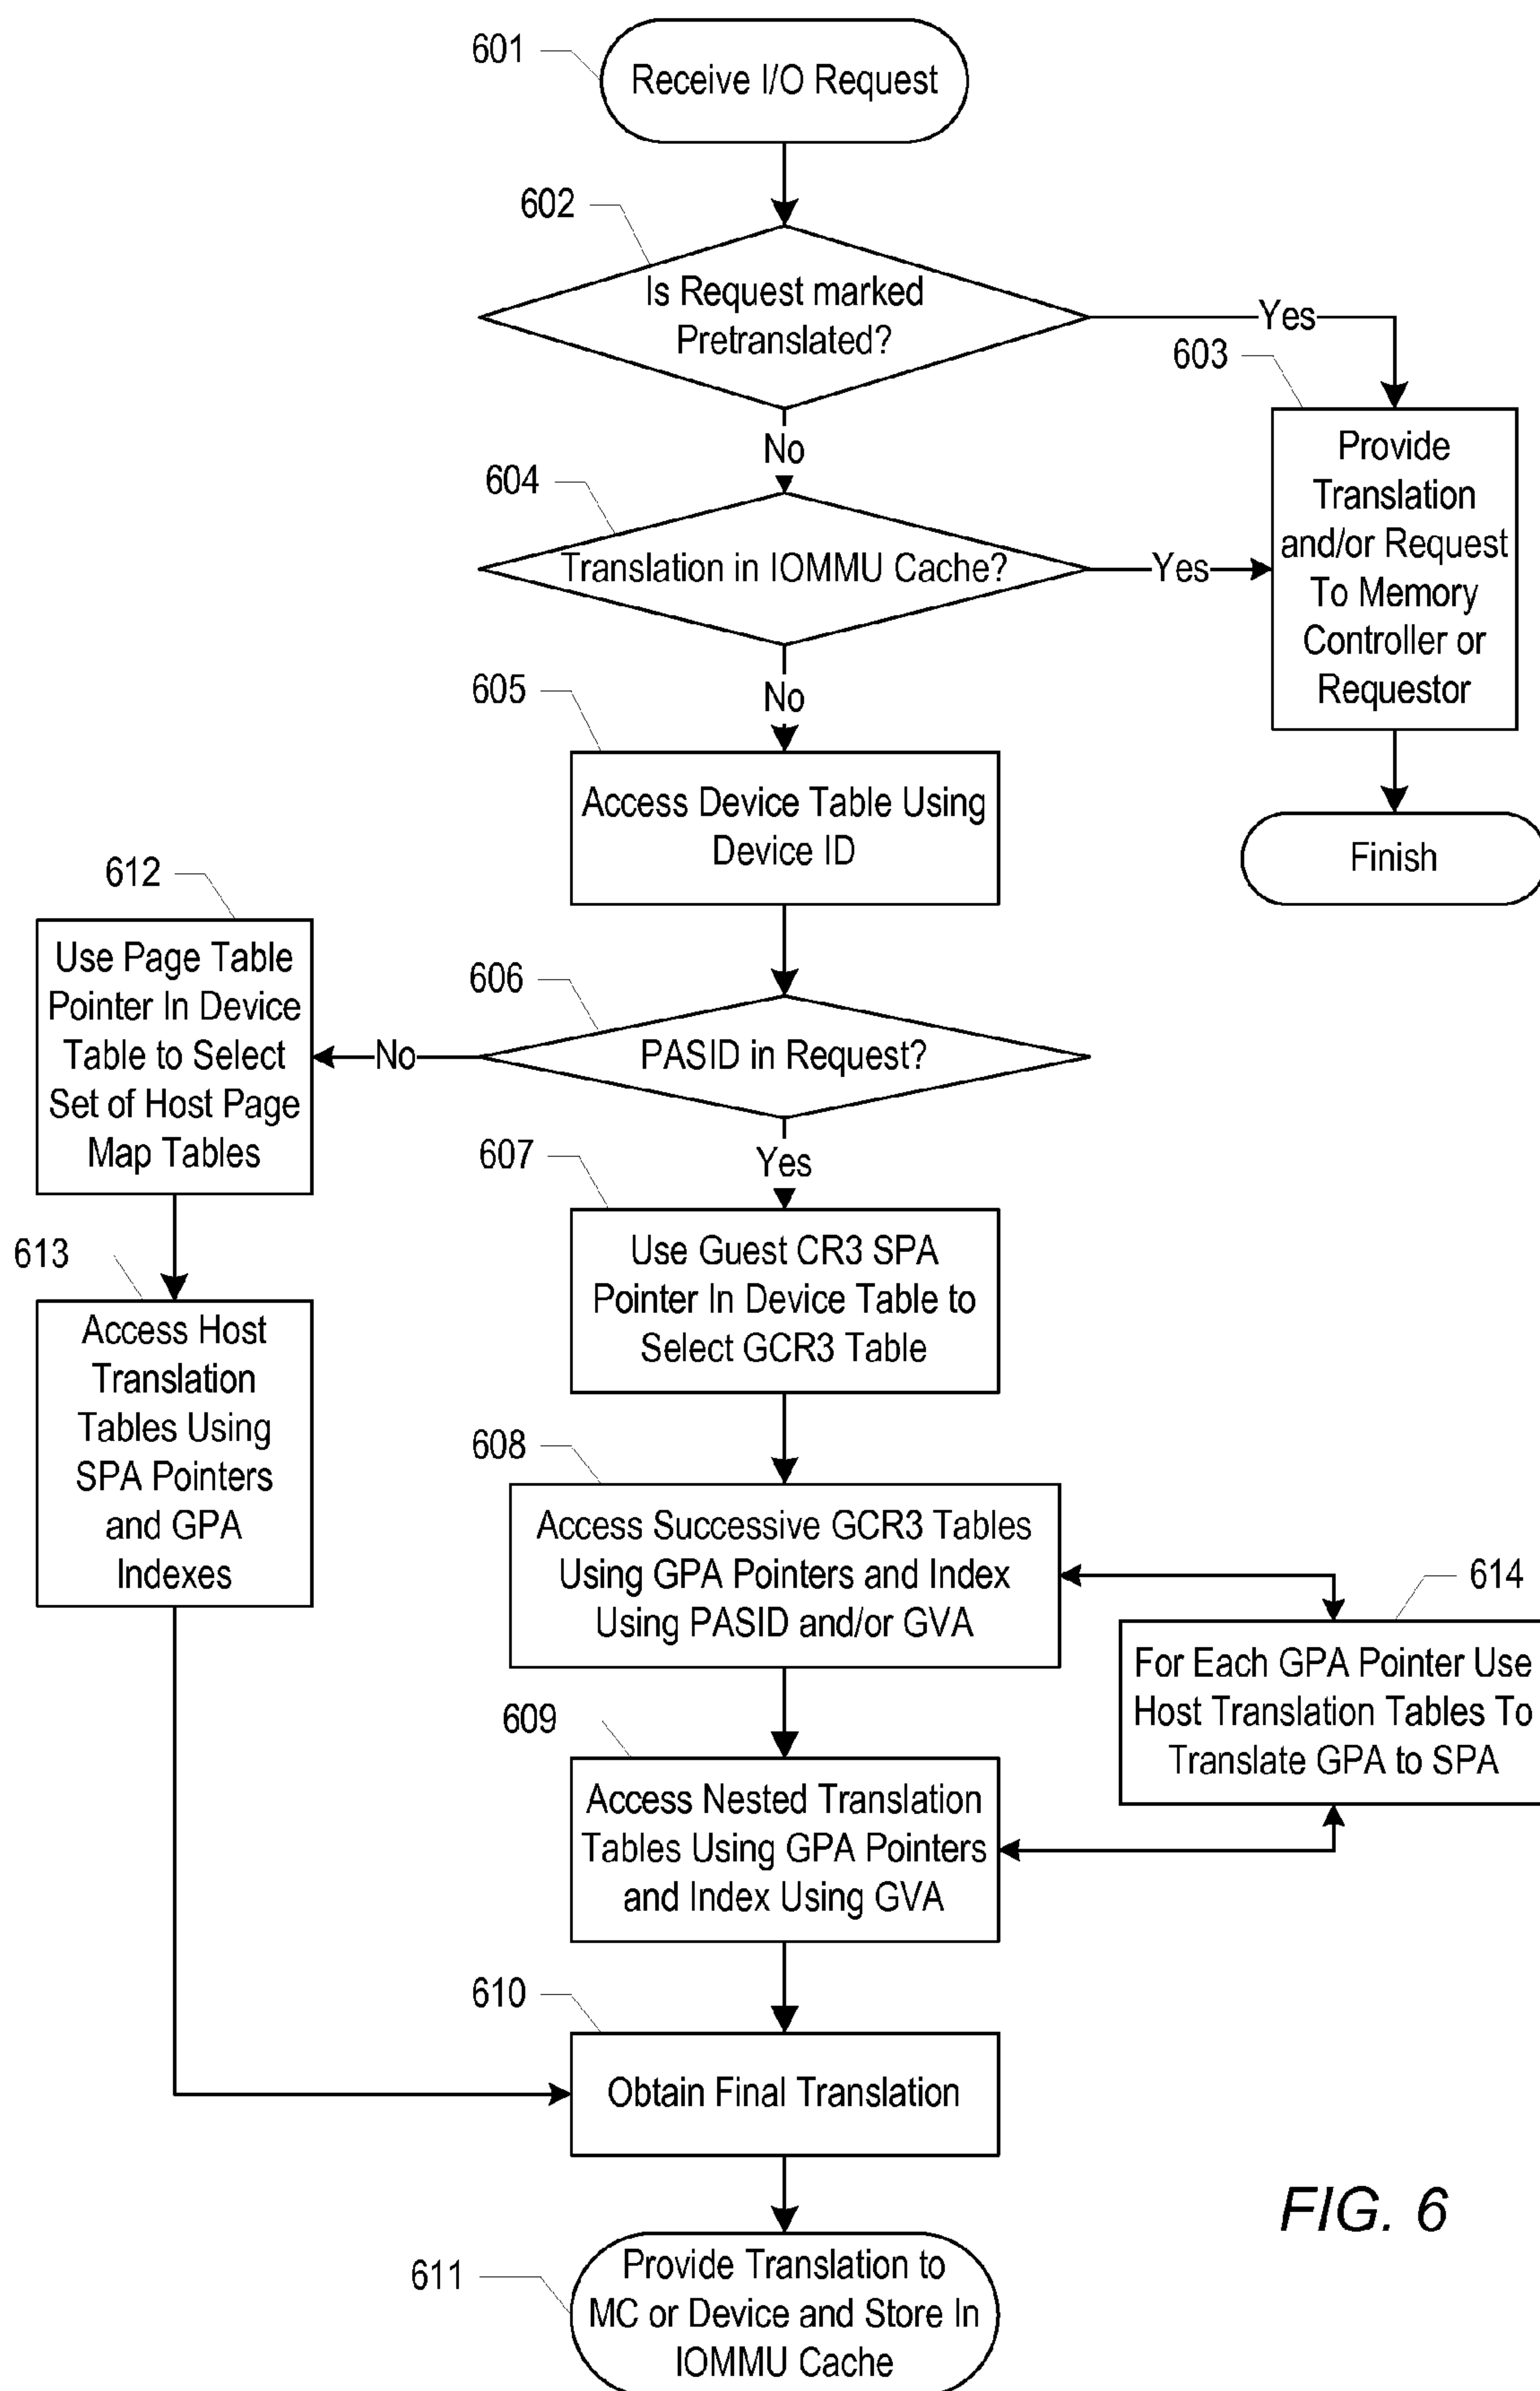 601
Receive I/O Request
602
Is Request marked
Pretranslated?
Yes
603
No
Provide
Translation
and/or Request
To Memory
Controller or
Requestor
604
Translation in IOMMU Cache?
Yes
605
No
Access Device Table Using
Device ID
Finish
612
Use Page Table
Pointer In Device
Table to Select
Set of Host Page
Map Tables
606
PASID in Request?
No
607
Yes
613
Use Guest CR3 SPA
Pointer In Device Table to
Select GCR3 Table
Access Host
Translation
Tables Using
SPA Pointers
and GPA
Indexes
608
Access Successive GCR3 Tables
Using GPA Pointers and Index
Using PASID and/or GVA
614
For Each GPA Pointer Use
Host Translation Tables To
Translate GPA to SPA
609
Access Nested Translation
Tables Using GPA Pointers
and Index Using GVA
610
Obtain Final Translation
611
Provide Translation to
MC or Device and Store In
IOMMU Cache
FIG. 6